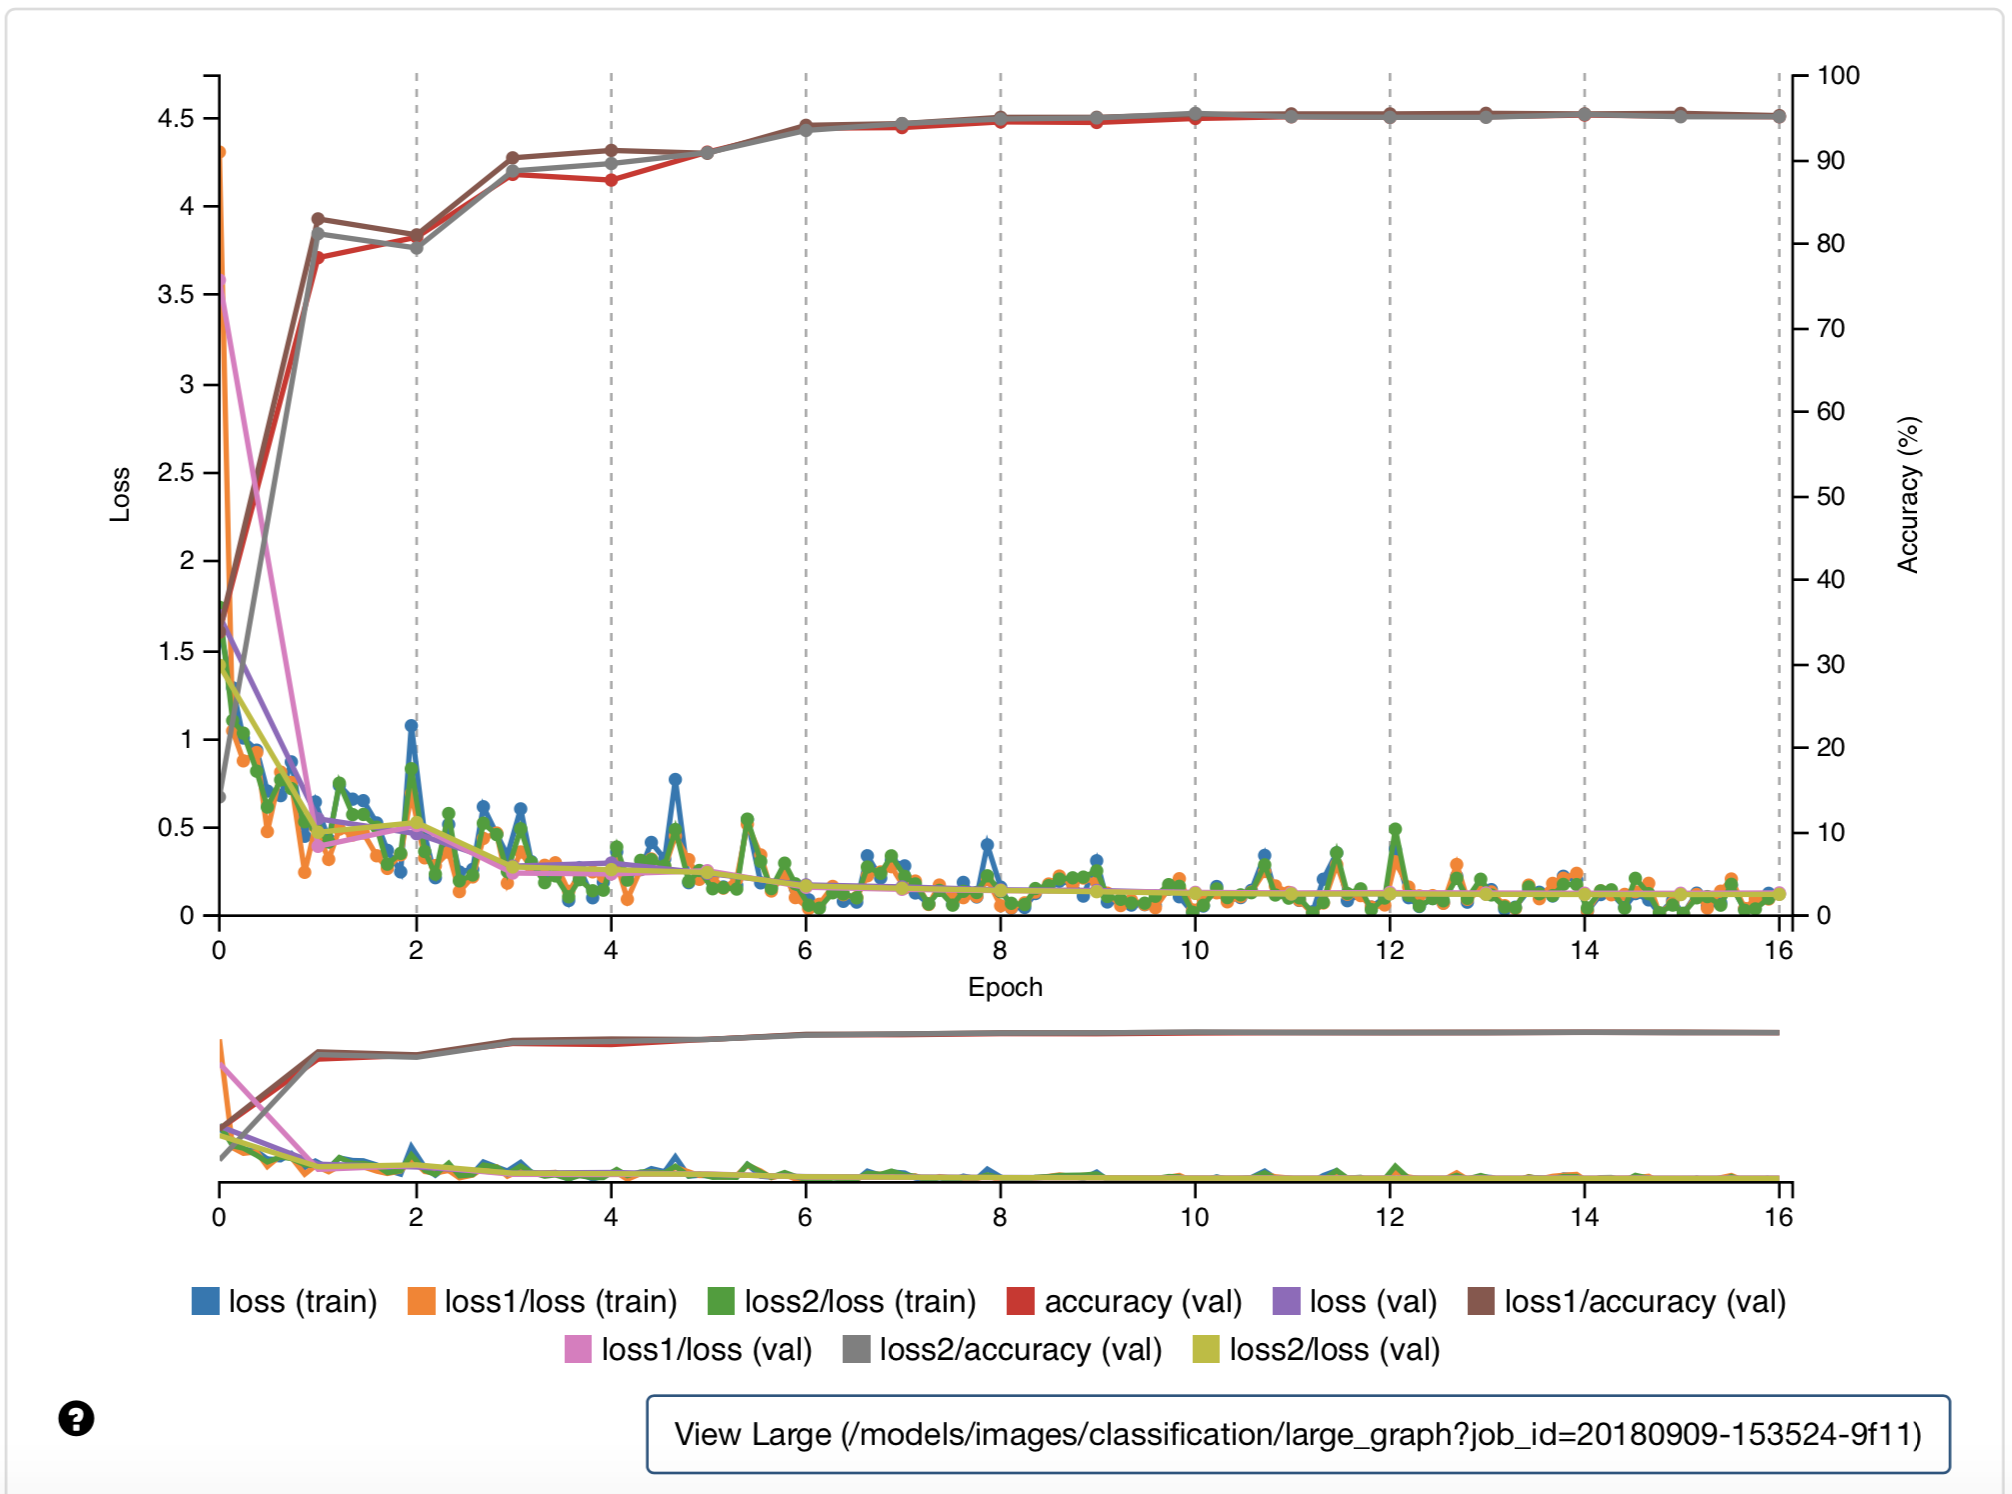 100
4.5
90
4
80
3.5
70
3
60
2.5
50
2
40
1.5
30
1
20
0.5
10
0
0
Loss
Accuracy (%)
0 2 4 6 8 10 12 14 16
Epoch
0 2 4 6 8 10 12 14 16
loss (train) loss1/loss (train) loss2/loss (train) accuracy (val) loss (val) loss1/accuracy (val)
loss1/loss (val) loss2/accuracy (val) loss2/loss (val)
?
View Large (/models/images/classification/large_graph?job_id=20180909-153524-9f11)